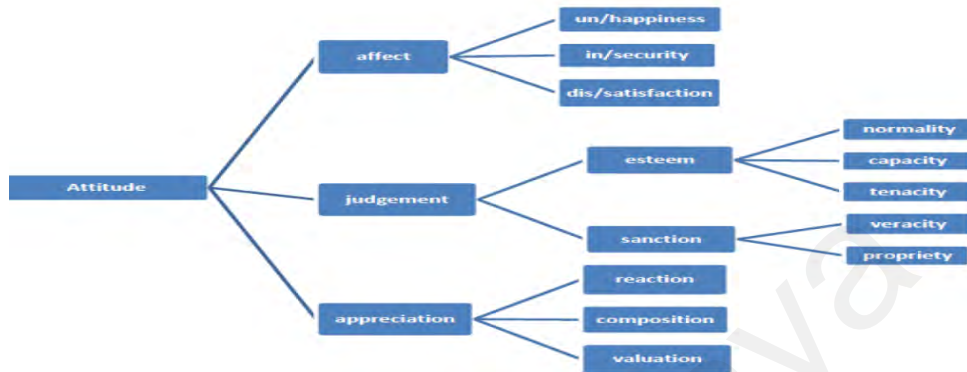 un/happiness
affect
in/security
dis/satisfaction
normality
esteem
capacity
Attitude
tenacity
judgement
veracity
sanction
propriety
reaction
appreciation
composition
valuation
va